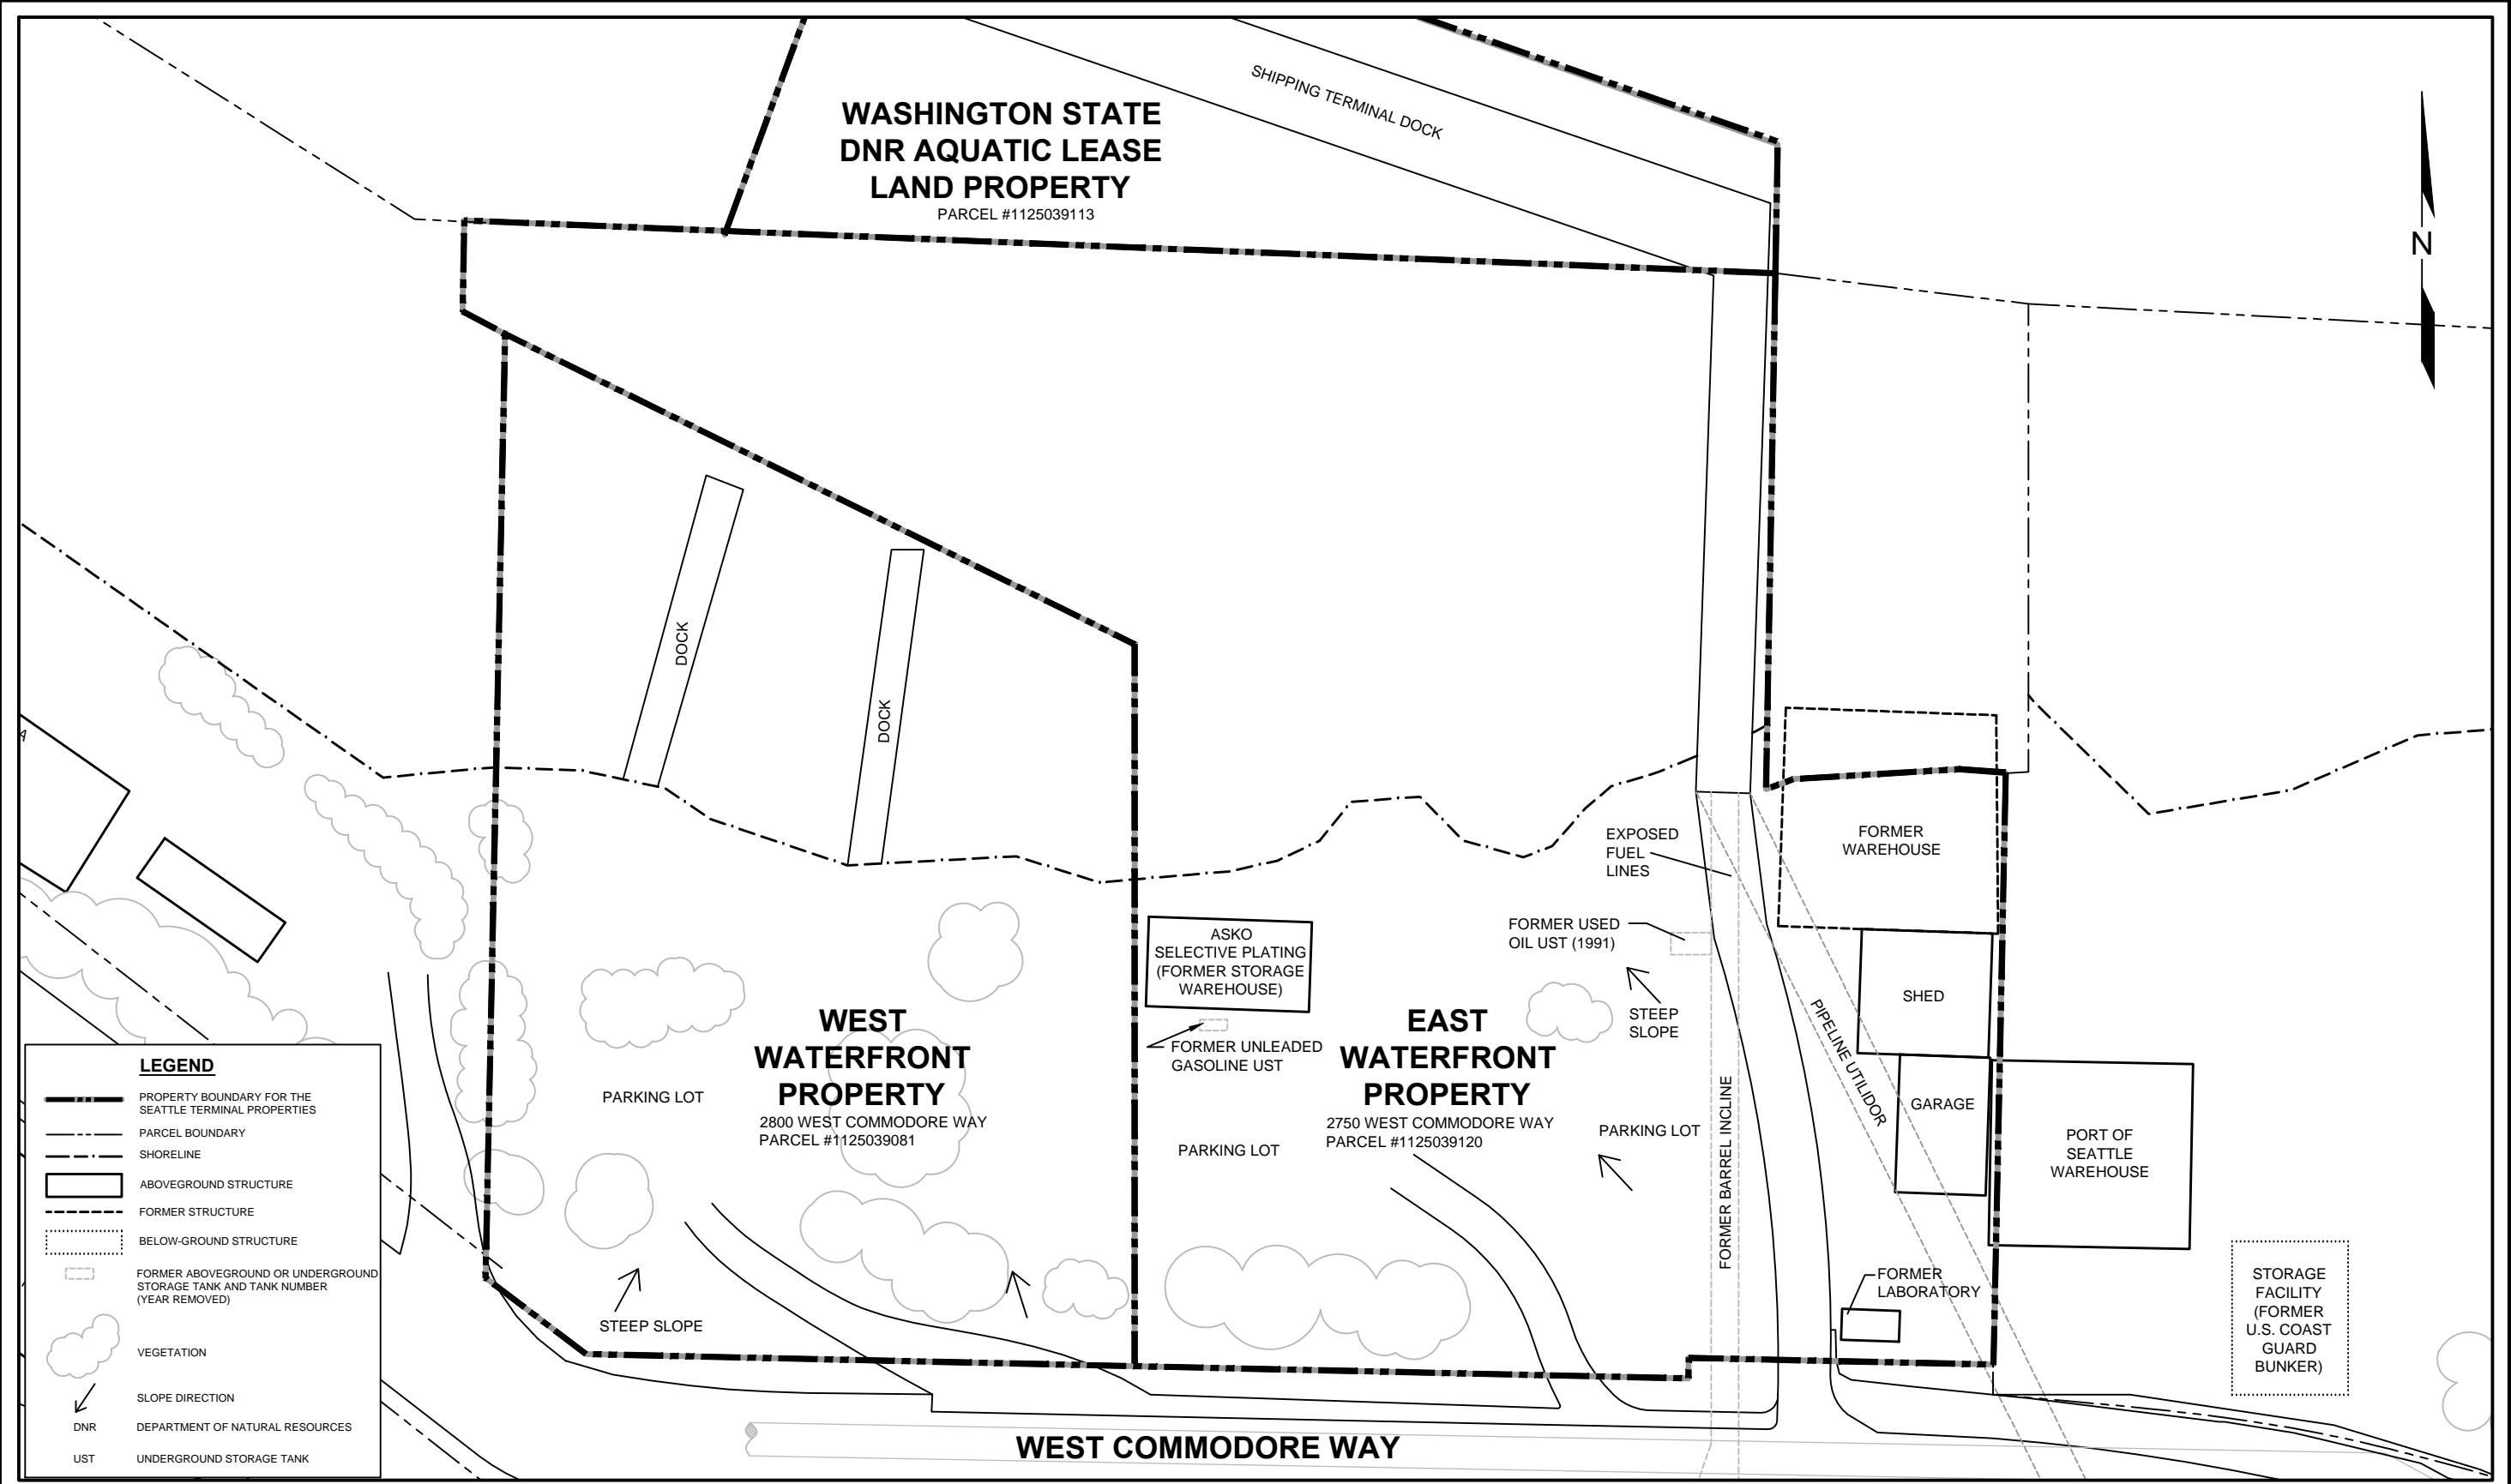 SHIPPING TERMINAL DOCK
WASHINGTON STATE
DNR AQUATIC LEASE
LAND PROPERTY
PARCEL #1125039113
N
DOCK
DOCK
EXPOSED
FUEL
LINES
FORMER
WAREHOUSE
FORMER USED
OIL UST (1991)
ASKO
SELECTIVE PLATING
(FORMER STORAGE
WAREHOUSE)
STEEP
SLOPE
SHED
FORMER UNLEADED
GASOLINE UST
WEST
WATERFRONT
PROPERTY
2800 WEST COMMODORE WAY
PARCEL #1125039081
PARKING LOT
EAST
WATERFRONT
PROPERTY
2750 WEST COMMODORE WAY
PARCEL #1125039120
PARKING LOT
PARKING LOT
PIPELINE UTILIDOR
FORMER BARREL INCLINE
GARAGE
PORT OF
SEATTLE
WAREHOUSE
FORMER
LABORATORY
STORAGE
FACILITY
(FORMER
U.S. COAST
GUARD
BUNKER)
STEEP SLOPE
WEST COMMODORE WAY
LEGEND
PROPERTY BOUNDARY FOR THE
SEATTLE TERMINAL PROPERTIES
PARCEL BOUNDARY
SHORELINE
ABOVEGROUND STRUCTURE
FORMER STRUCTURE
BELOW-GROUND STRUCTURE
FORMER ABOVEGROUND OR UNDERGROUND
STORAGE TANK AND TANK NUMBER
(YEAR REMOVED)
VEGETATION
SLOPE DIRECTION
DNR DEPARTMENT OF NATURAL RESOURCES
UST UNDERGROUND STORAGE TANK